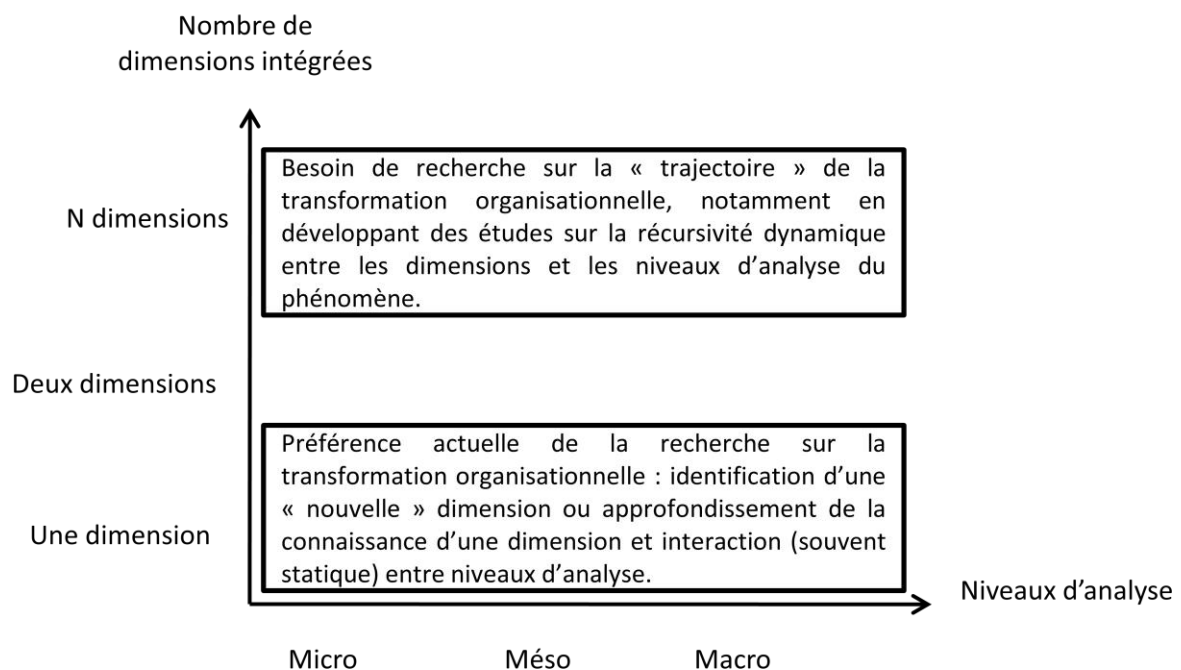 Nombre de
dimensions intégrées
N dimensions
Besoin de recherche sur la « trajectoire » de la
transformation organisationnelle, notamment en
développant des études sur la récursivité dynamique
entre les dimensions et les niveaux d’analyse du
phénomène.
Deux dimensions
Une dimension
Préférence actuelle de la recherche sur la
transformation organisationnelle : identification d’une
« nouvelle » dimension ou approfondissement de la
connaissance d’une dimension et interaction (souvent
statique) entre niveaux d’analyse.
Niveaux d’analyse
Micro Méso Macro